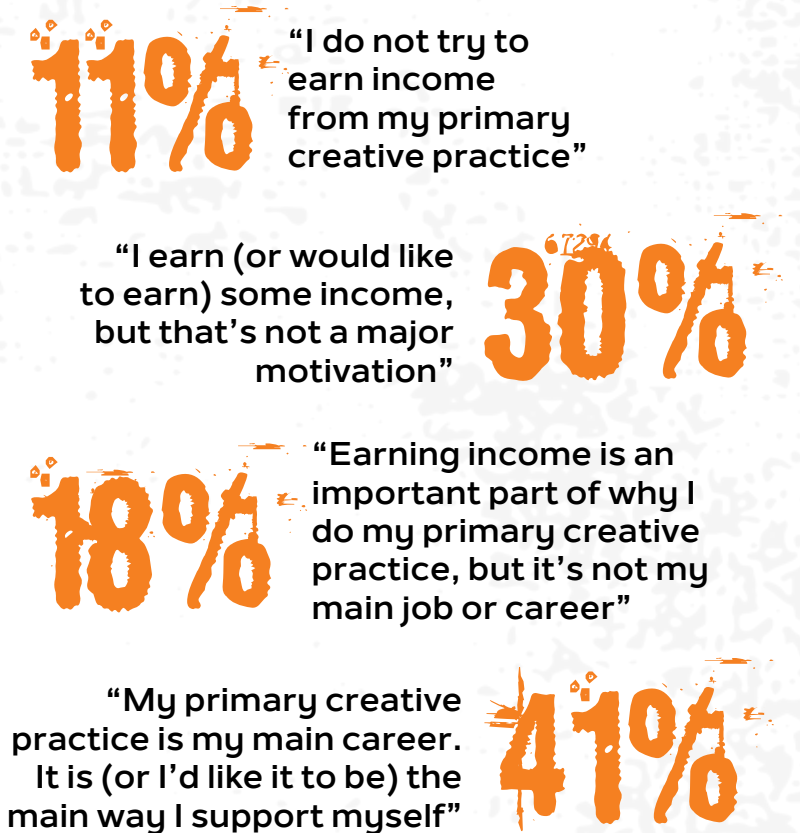 11%
“I do not try to
earn income
from my primary
creative practice”
“I earn (or would like
to earn) some income,
but that’s not a major
motivation”
30%
18%
“Earning income is an
important part of why I
do my primary creative
practice, but it’s not my
main job or career”
“My primary creative
practice is my main career.
It is (or I’d like it to be) the
main way I support myself”
41%